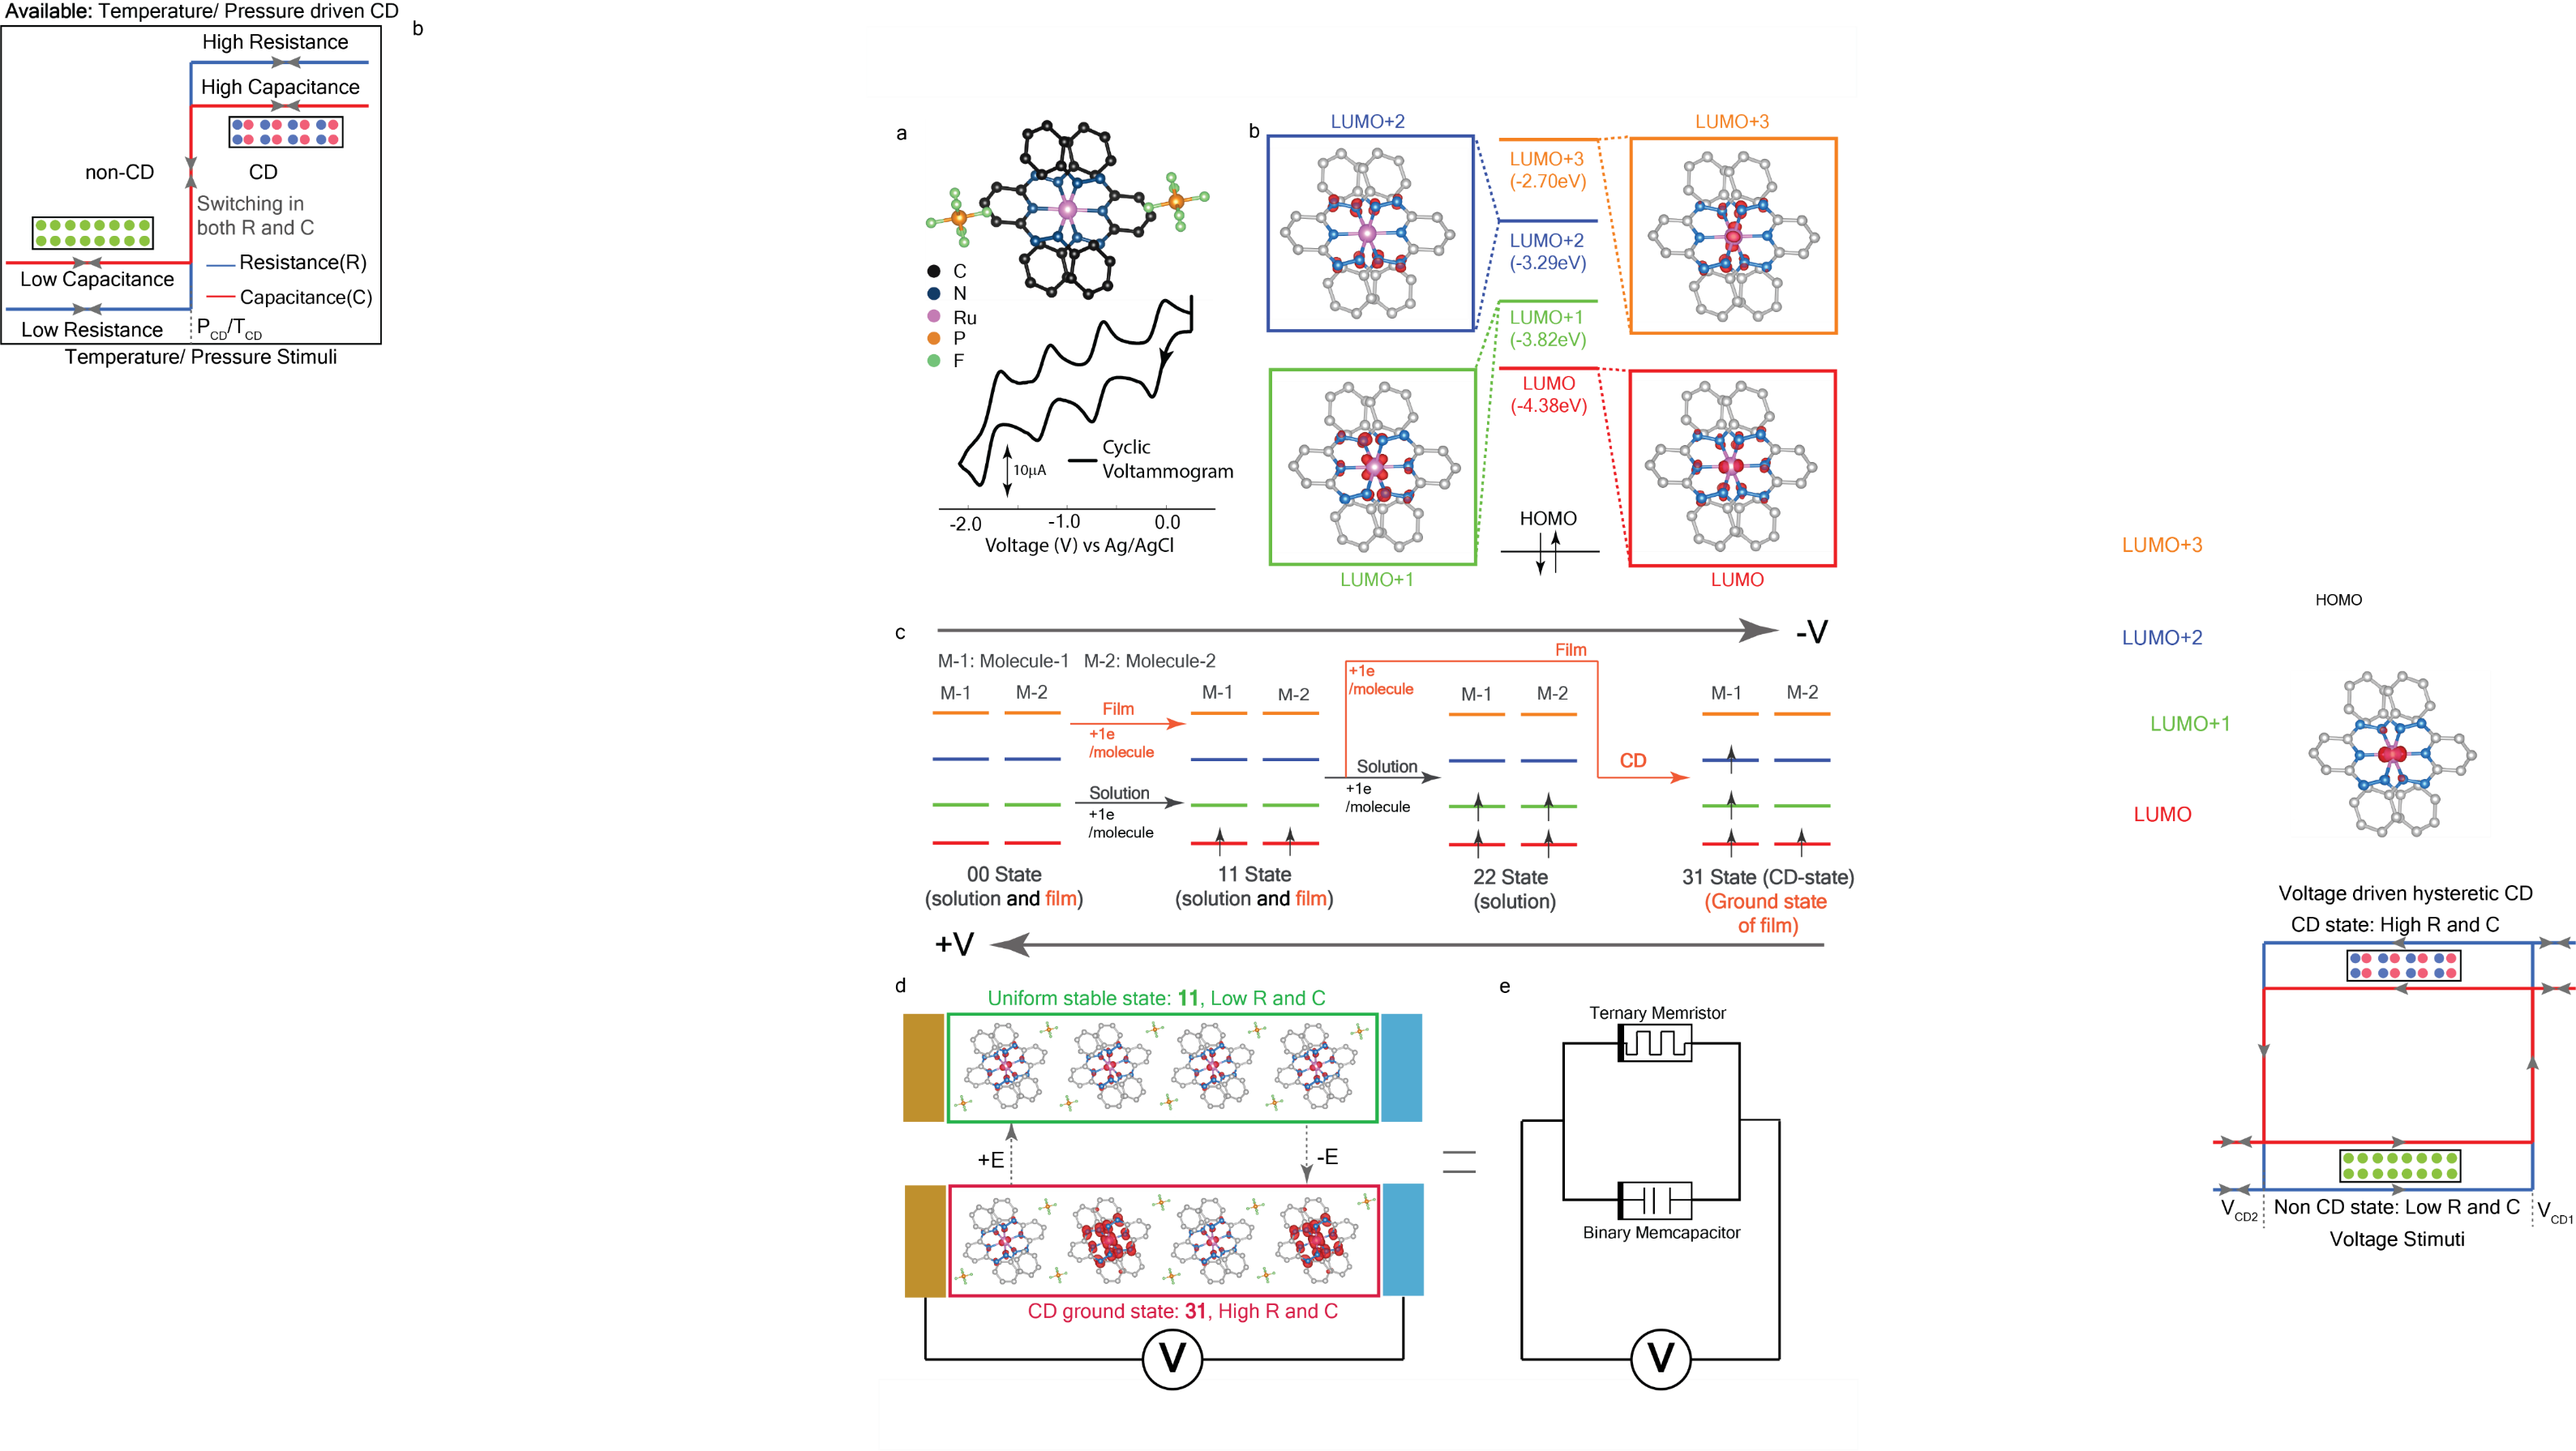 Available: Temperature/ Pressure driven CD
b
High Resistance
High Capacitance
non-CD
CD
Switching in
both R and C
Resistance(R)
Low Capacitance
Capacitance(C)
Low Resistance
PCD/TCD
Temperature/ Pressure Stimuli
a
C
N
Ru
P
F
Cyclic
Voltammogram
10μA
-2.0
-1.0
0.0
Voltage (V) vs Ag/AgCl
b
LUMO+2
LUMO+3
LUMO+3
(-2.70eV)
LUMO+2
(-3.29eV)
LUMO+1
(-3.82eV)
LUMO
(-4.38eV)
HOMO
LUMO+1
LUMO
c
-V
M-1: Molecule-1
M-2: Molecule-2
Film
+1e
/molecule
M-1
M-2
M-1
M-2
M-1
M-2
M-1
M-2
Film
+1e
/molecule
Solution
+1e
/molecule
Solution
+1e
/molecule
CD
00 State
(solution and film)
11 State
(solution and film)
22 State
(solution)
31 State (CD-state)
(Ground state
of film)
+V
d
Uniform stable state: 11, Low R and C
+E
-E
CD ground state: 31, High R and C
V
e
Ternary Memristor
Binary Memcapacitor
V
LUMO+3
HOMO
LUMO+2
LUMO+1
LUMO
Voltage driven hysteretic CD
CD state: High R and C
VCD2
Non CD state: Low R and C
VCD1
Voltage Stimuti